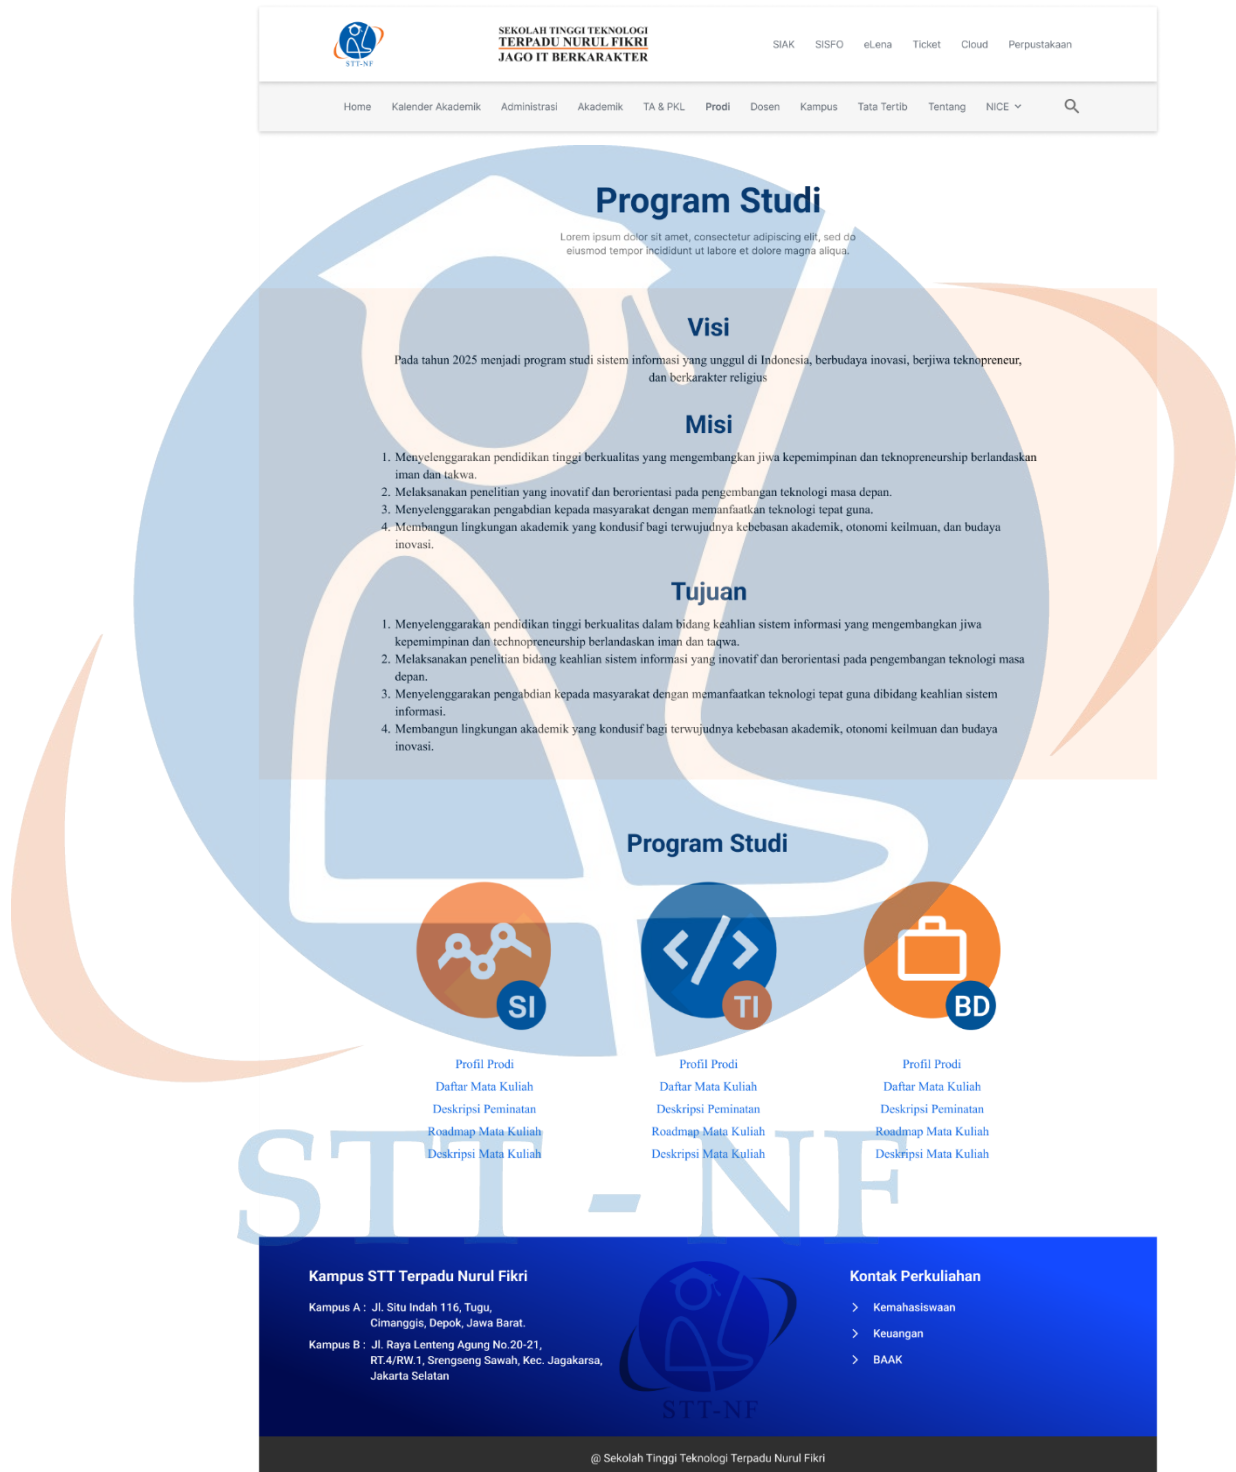 STT-NF
SEKOLAH TINGGI TEKNOLOGI
TERPADU NURUL FIKRI
JAGO IT BERKARAKTER
SIAK SISFO eLena Ticket Cloud Perpustakaan
Home Kalender Akademik Administrasi Akademik TA & PKL Prodi Dosen Kampus Tata Tertib Tentang NICE
Program Studi
Lorem ipsum dolor sit amet, consectetur adipiscing elit, sed do
eiusmod tempor incididunt ut labore et dolore magna aliqua.
Visi
Pada tahun 2025 menjadi program studi sistem informasi yang unggul di Indonesia, berbudaya inovasi, berjiwa teknopreneur,
dan berkarakter religius
Misi
1. Menyelenggarakan pendidikan tinggi berkualitas yang mengembangkan jiwa kepemimpinan dan teknopreneurship berlandaskan
iman dan takwa.
2. Melaksanakan penelitian yang inovatif dan berorientasi pada pengembangan teknologi masa depan.
3. Menyelenggarakan pengabdian kepada masyarakat dengan memanfaatkan teknologi tepat guna.
4. Membangun lingkungan akademik yang kondusif bagi terwujudnya kebebasan akademik, otonomi keilmuan, dan budaya
inovasi.
Tujuan
1. Menyelenggarakan pendidikan tinggi berkualitas dalam bidang keahlian sistem informasi yang mengembangkan jiwa
kepemimpinan dan technopreneurship berlandaskan iman dan taqwa.
2. Melaksanakan penelitian bidang keahlian sistem informasi yang inovatif dan berorientasi pada pengembangan teknologi masa
depan.
3. Menyelenggarakan pengabdian kepada masyarakat dengan memanfaatkan teknologi tepat guna dibidang keahlian sistem
informasi.
4. Membangun lingkungan akademik yang kondusif bagi terwujudnya kebebasan akademik, otonomi keilmuan dan budaya
inovasi.
Program Studi
SI TI BD
Profil Prodi Profil Prodi Profil Prodi
Daftar Mata Kuliah Daftar Mata Kuliah Daftar Mata Kuliah
Deskripsi Peminatan Deskripsi Peminatan Deskripsi Peminatan
Roadmap Mata Kuliah Roadmap Mata Kuliah Roadmap Mata Kuliah
Deskripsi Mata Kuliah Deskripsi Mata Kuliah Deskripsi Mata Kuliah
STT - NF
Kampus STT Terpadu Nurul Fikri
Kampus A : Jl. Situ Indah 116, Tugu,
Cimanggis, Depok, Jawa Barat.
Kampus B : Jl. Raya Lenteng Agung No.20-21,
RT.4/RW.1, Srengseng Sawah, Kec. Jagakarsa,
Jakarta Selatan
STT-NF
Kontak Perkuliahan
Kemahasiswaan
Keuangan
BAAK
@ Sekolah Tinggi Teknologi Terpadu Nurul Fikri